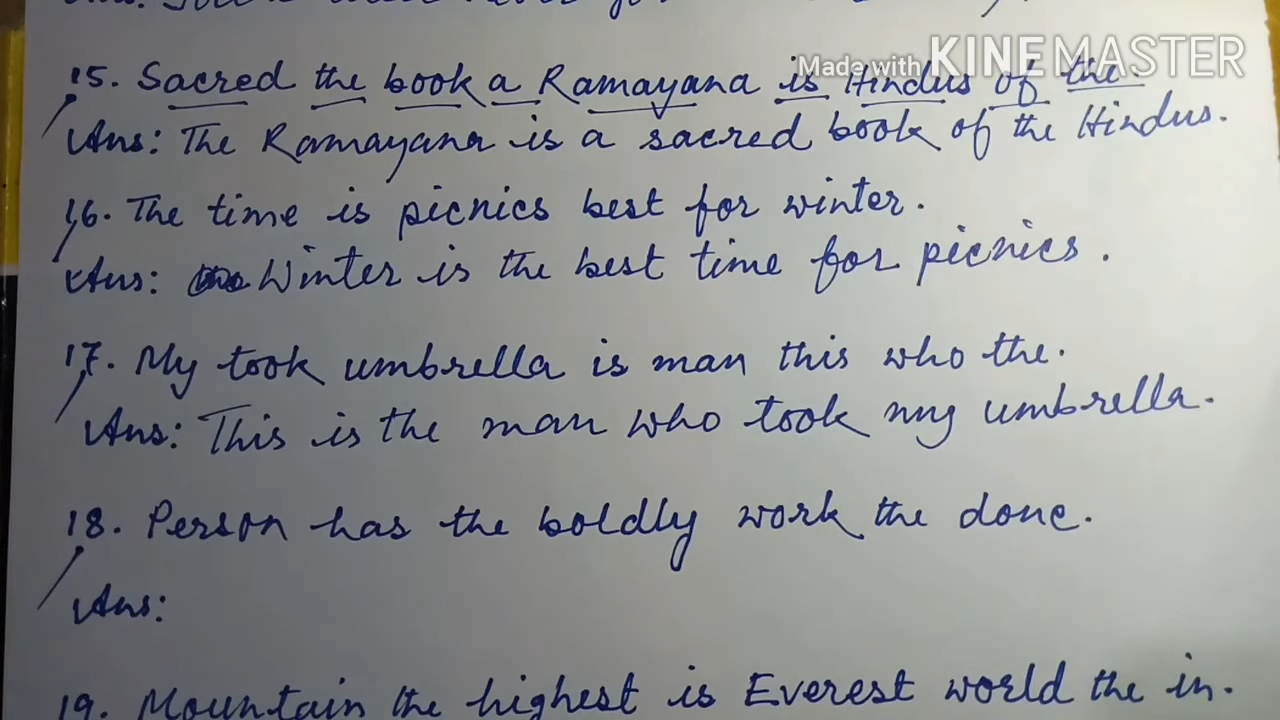 Made with KINEMASTER
15. Sacred the book a Ramayana is Hindus of the.
Ans: The Ramayana is a sacred book of the Hindus.
16. The time is picnics best for winter.
Ans: Winter is the best time for picnics.
17. My took umbrella is man this who the.
Ans: This is the man who took my umbrella.
18. Person has the boldly work the done.
Ans:
19. Mountain the highest is Everest world the in.